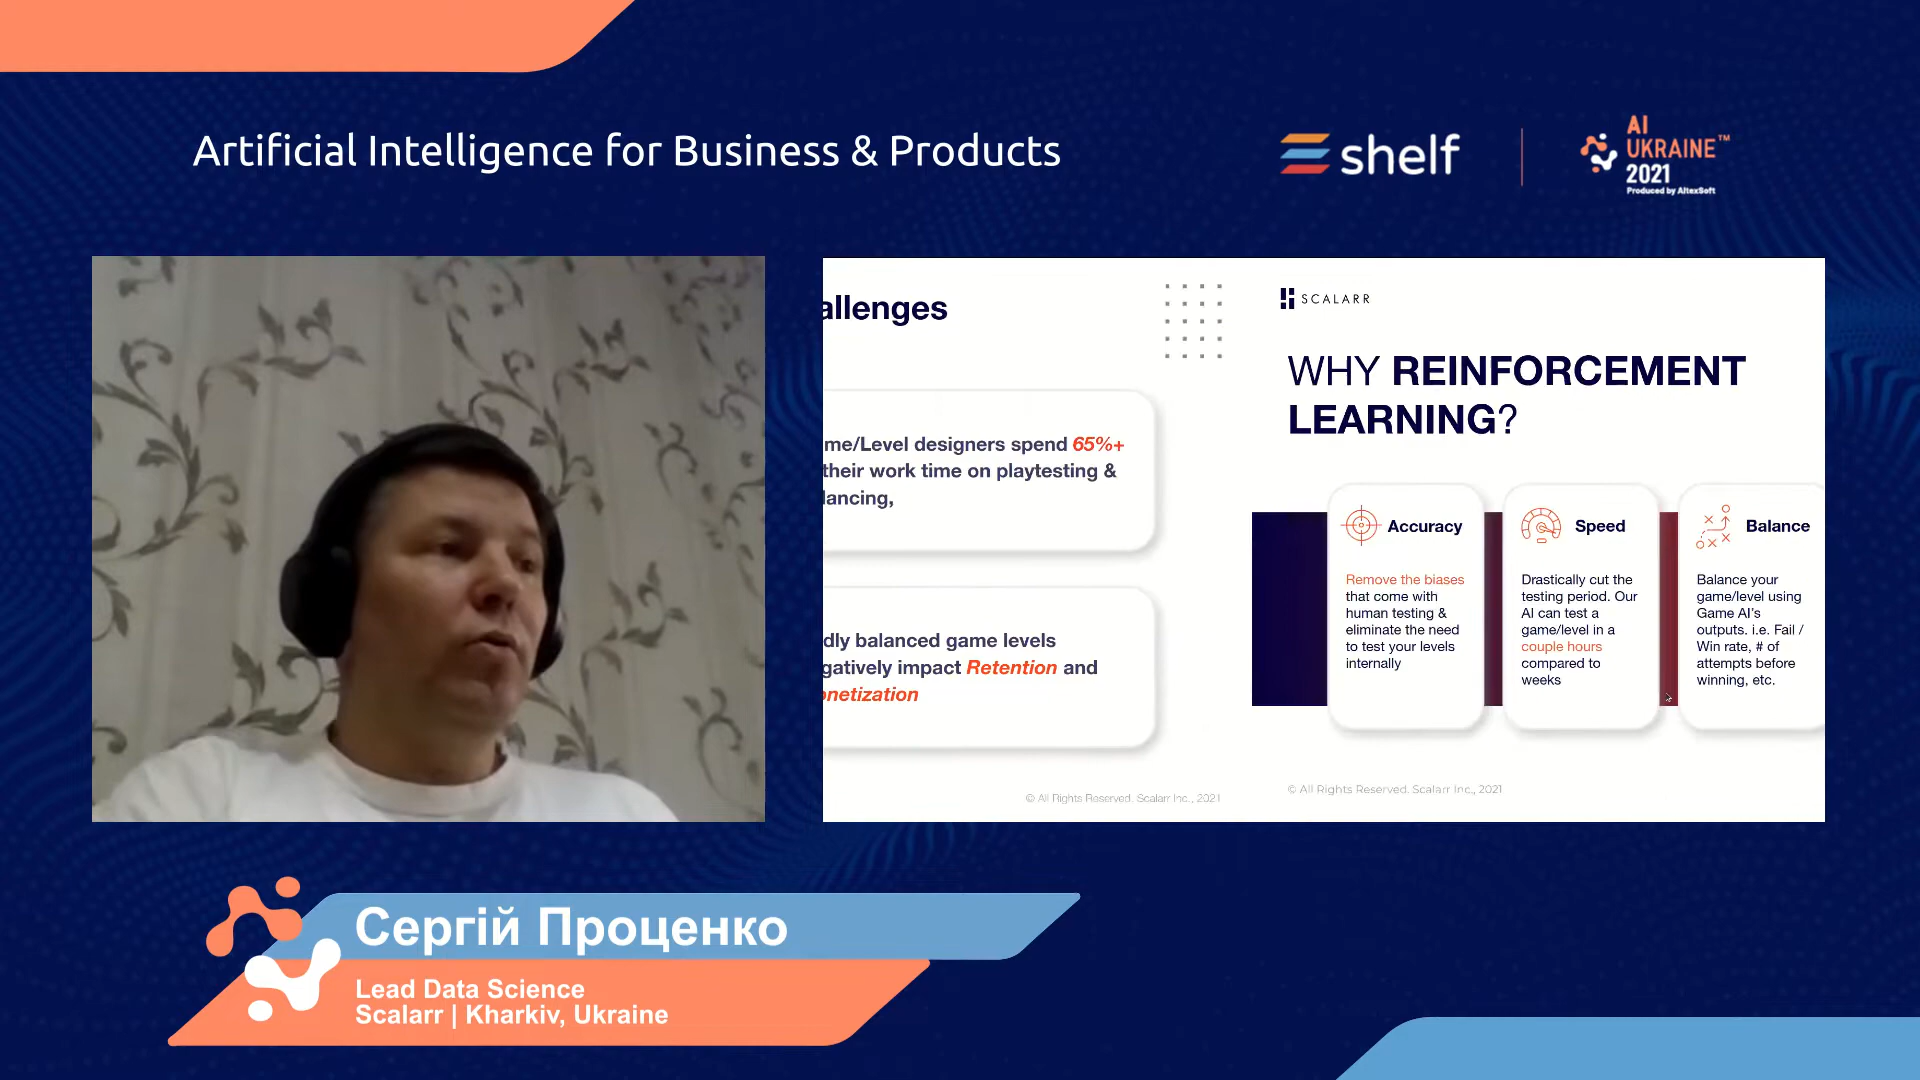 Artificial Intelligence for Business & Products
shelf
AI
UKRAINE™
2021
Produced by AltexSoft
allenges
me/Level designers spend 65%+
their work time on playtesting &
lancing,
dly balanced game levels
gatively impact Retention and
onetization
© All Rights Reserved. Scalarr Inc., 2021
SCALARR
WHY REINFORCEMENT
LEARNING?
Accuracy
Remove the biases
that come with
human testing &
eliminate the need
to test your levels
internally
Speed
Drastically cut the
testing period. Our
AI can test a
game/level in a
couple hours
compared to
weeks
Balance
Balance your
game/level using
Game AI's
outputs. i.e. Fail /
Win rate, # of
attempts before
winning, etc.
© All Rights Reserved. Scalarr Inc., 2021
Сергій Проценко
Lead Data Science
Scalarr | Kharkiv, Ukraine